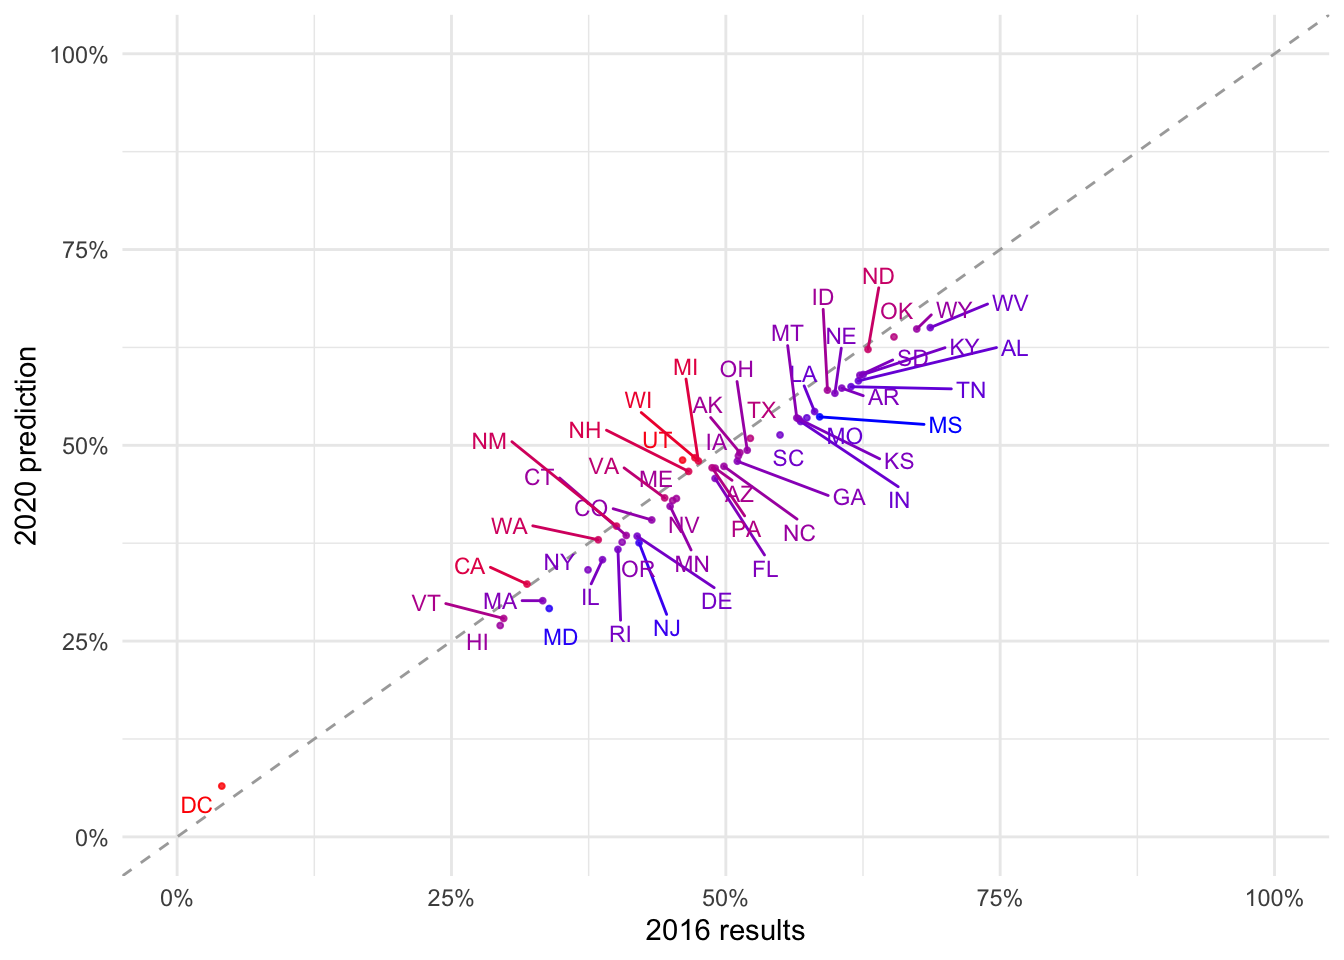 100%
75%
50%
25%
0%
2020 prediction
ND
ID
OK
WY
WV
MT
NE
KY
AL
SD
MI
OH
LA
TN
AR
WI
AK
TX
MS
NH
UT
IA
MO
NM
SC
KS
VA
CT
ME
AZ
GA
IN
CO
WA
NV
PA
NC
NY
MN
CA
OR
FL
VT
MA
IL
DE
HI
MD
RI
NJ
DC
0%
25%
50%
75%
100%
2016 results